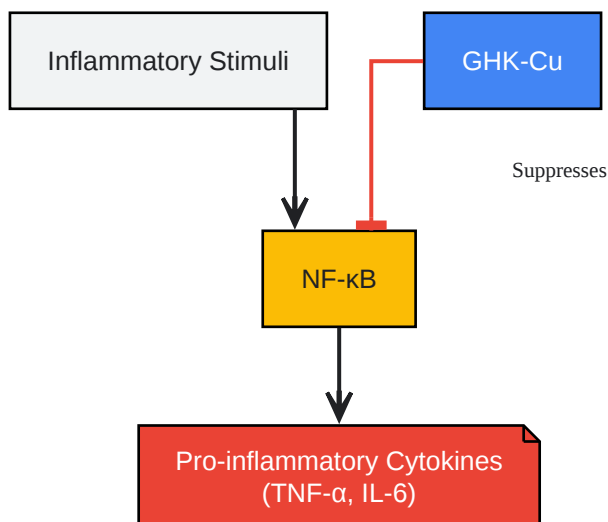 Inflammatory Stimuli
GHK-Cu
Suppresses
NF-κB
Pro-inflammatory Cytokines
(TNF-α, IL-6)